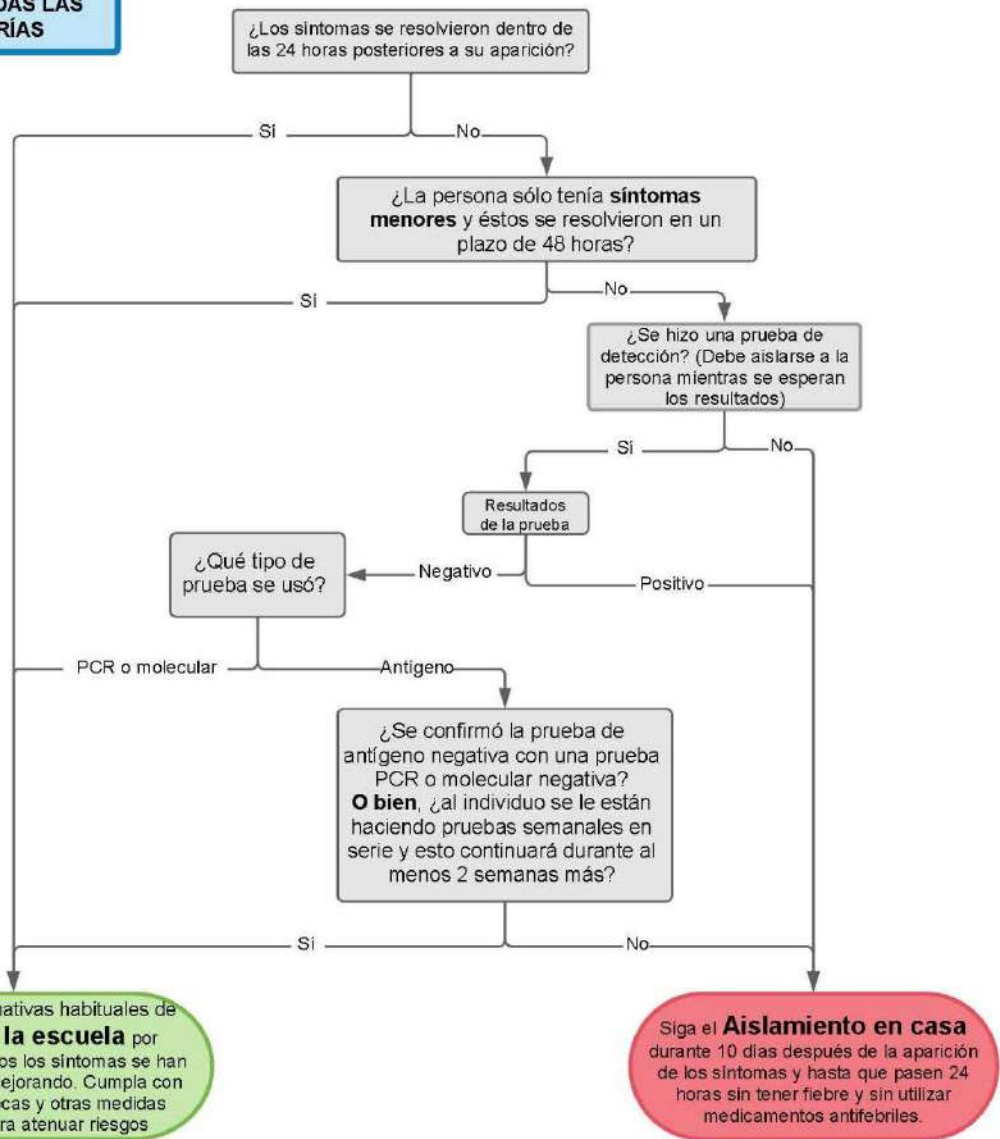 LAS
¿Los síntomas se resolvieron dentro de
las 24 horas posteriores a su aparición?
Sí
No
¿La persona sólo tenía síntomas
menores y éstos se resolvieron en un
plazo de 48 horas?
Sí
No
¿Se hizo una prueba de
detección? (Debe aislarse a la
persona mientras se esperan
los resultados)
Sí
No
Resultados
de la prueba
¿Qué tipo de
prueba se usó?
Negativo
Positivo
PCR o molecular
Antígeno
¿Se confirmó la prueba de
antígeno negativa con una prueba
PCR o molecular negativa?
O bien, ¿al individuo se le están
haciendo pruebas semanales en
serie y esto continuará durante al
menos 2 semanas más?
Sí
No
habituales de
la escuela por
los síntomas se han
Cumpla con
y otras medidas
atenuar riesgos
Siga el Aislamiento en casa
durante 10 días después de la aparición
de los síntomas y hasta que pasen 24
horas sin tener fiebre y sin utilizar
medicamentos antifebriles.